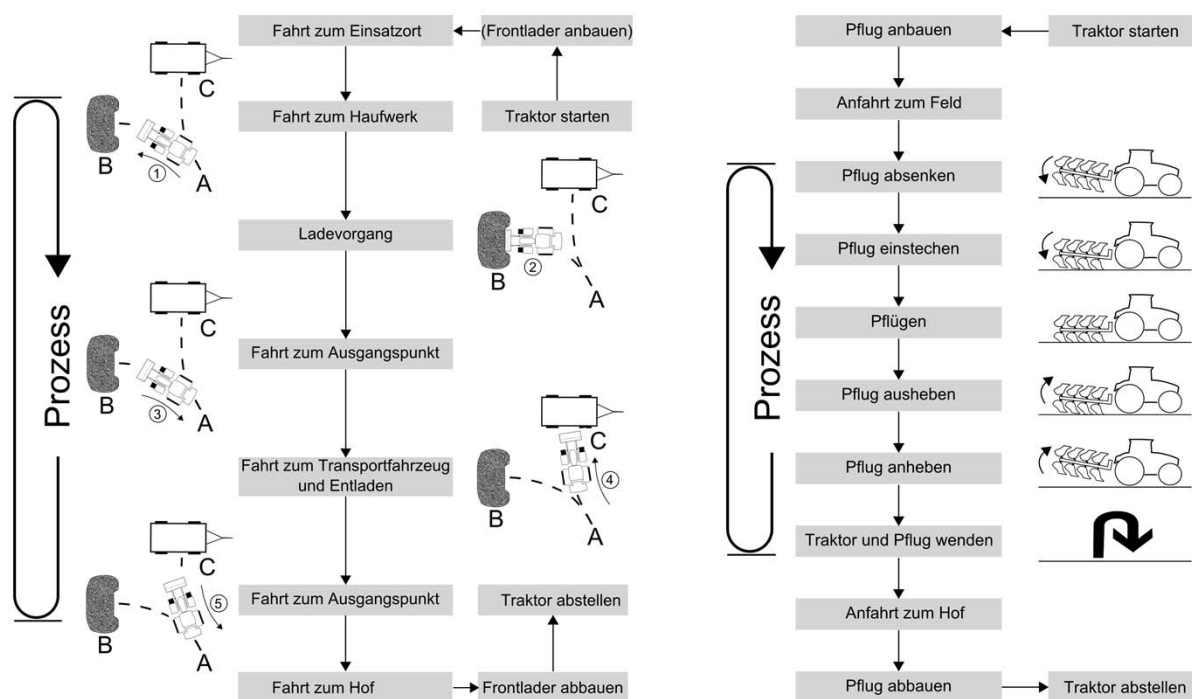 Fahrt zum Einsatzort
(Frontlader anbauen)
C
Fahrt zum Haufwerk
Traktor starten
B
1
A
C
Ladevorgang
B
2
A
C
Fahrt zum Ausgangspunkt
B
3
A
C
Fahrt zum Transportfahrzeug
und Entladen
4
B
A
C
Fahrt zum Ausgangspunkt
Traktor abstellen
5
B
A
Fahrt zum Hof
Frontlader abbauen
Prozess
Pflug anbauen
Traktor starten
Anfahrt zum Feld
Pflug absenken
Pflug einstechen
Pflügen
Pflug ausheben
Pflug anheben
Traktor und Pflug wenden
Anfahrt zum Hof
Pflug abbauen
Traktor abstellen
Prozess